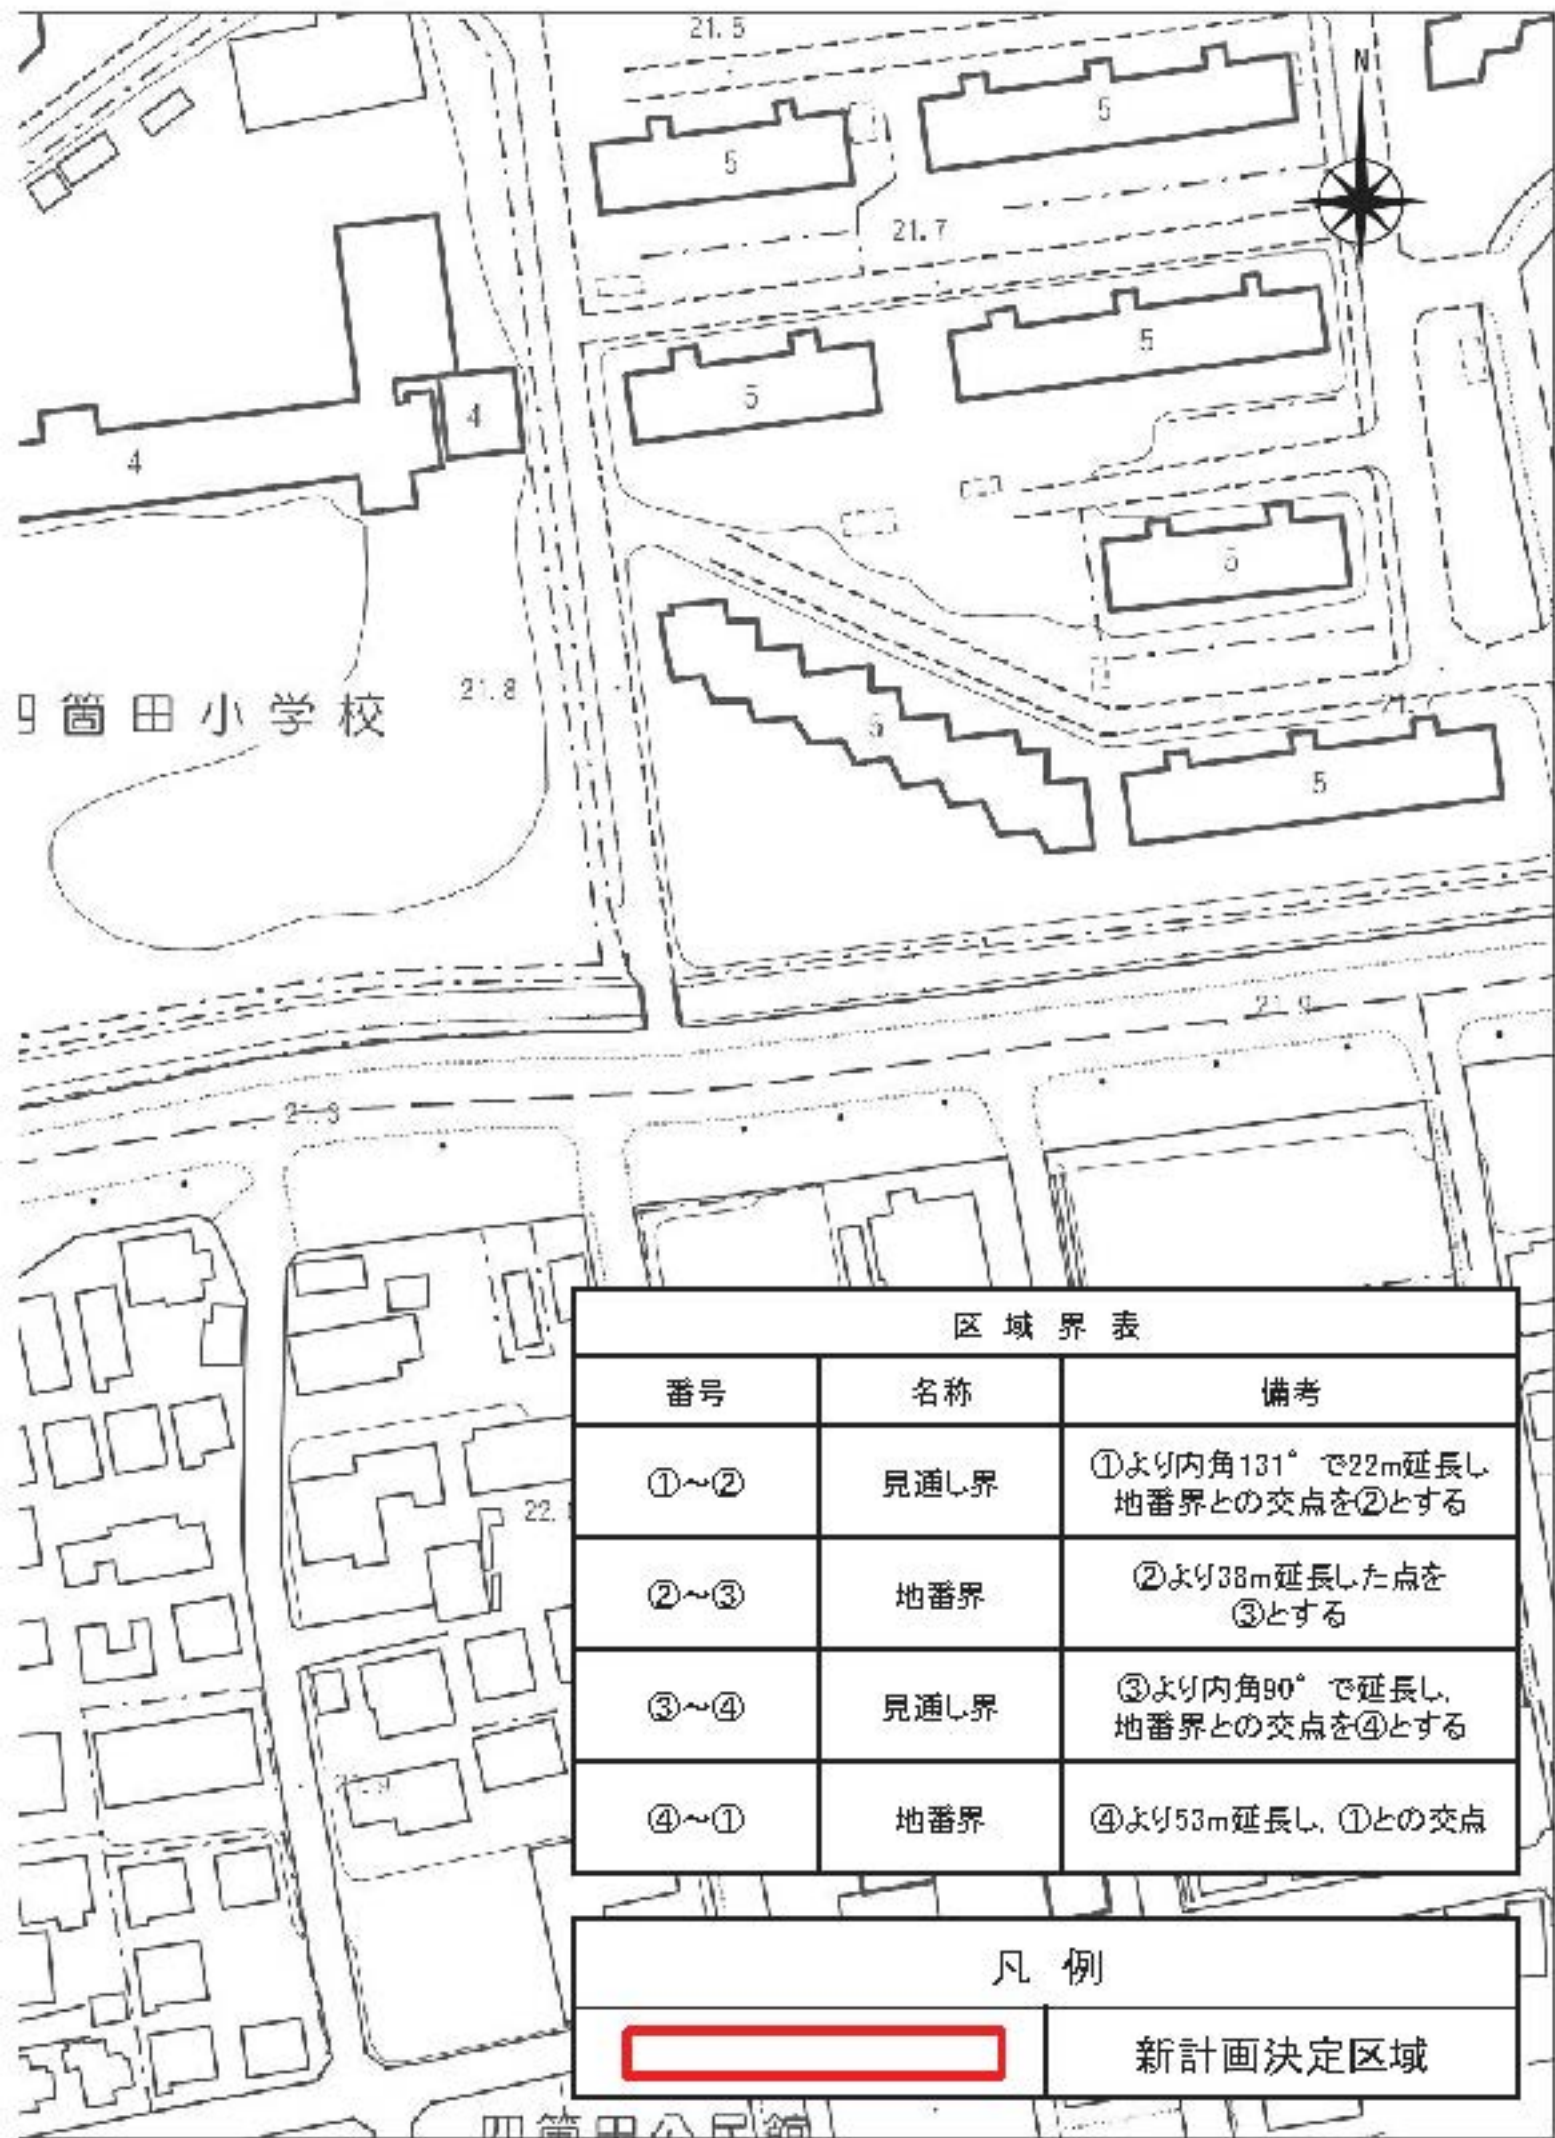 21.5
N
5
5
21.7
5
5
4
4
5
箇田小学校
21.8
5
5
21.9
区域界表
番号 名称 備考
①～② 見通し界 ①より内角131°で22m延長し
地番界との交点を②とする
②～③ 地番界 ②より38m延長した点を
③とする
③～④ 見通し界 ③より内角90°で延長し,
地番界との交点を④とする
④～① 地番界 ④より53m延長し,①との交点
22.
凡例
新計画決定区域
四箇田公民館